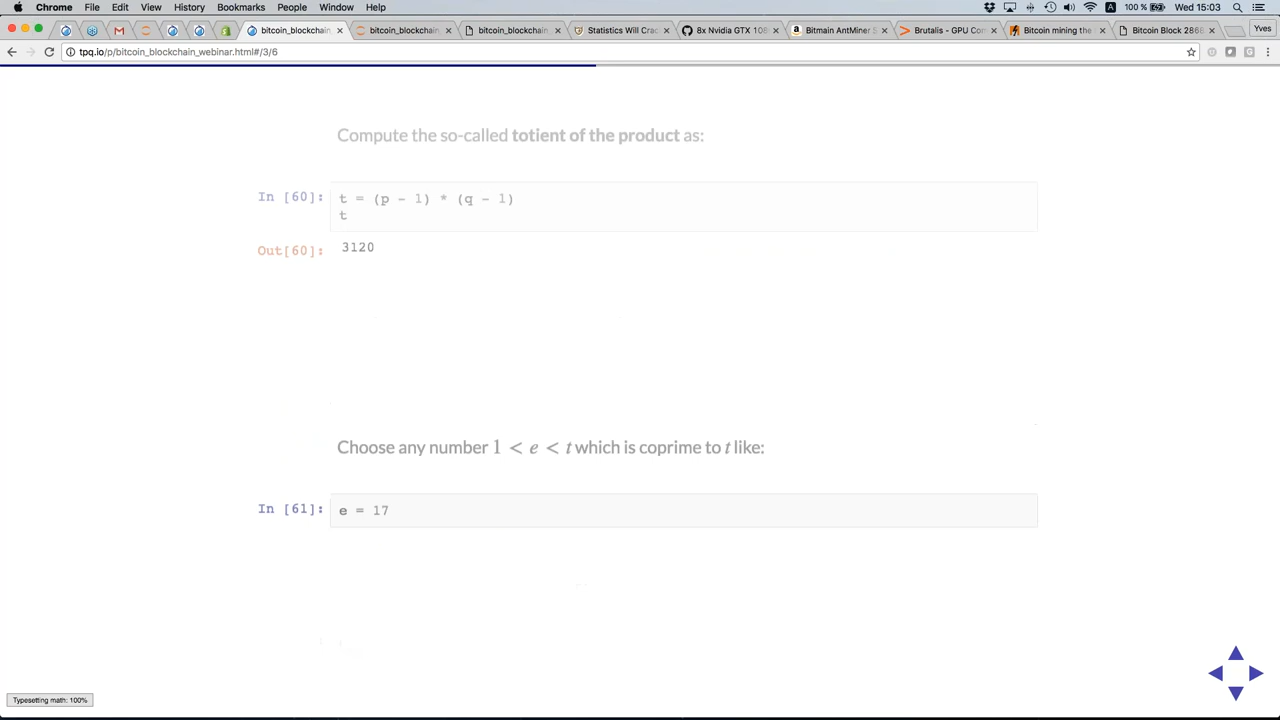 Chrome File Edit View History Bookmarks People Window Help 100 % Wed 15:03
bitcoin_blockchain bitcoin_blockchain bitcoin_blockchain Statistics Will Crac 8x Nvidia GTX 108 Bitmain AntMiner S Brutalis - GPU Com Bitcoin mining the Bitcoin Block 2868 Yves
tpq.io/p/bitcoin_blockchain_webinar.html#/3/6
Compute the so-called totient of the product as:
In [60]: t = (p - 1) * (q - 1)
t
Out[60]: 3120
Choose any number 1 < e < t which is coprime to t like:
In [61]: e = 17
Typesetting math: 100%